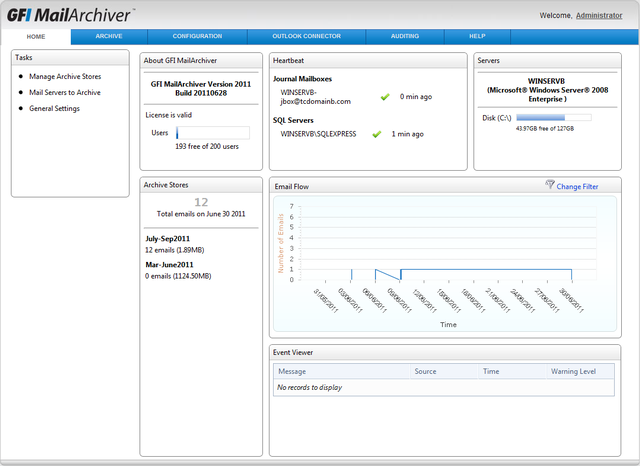 GFI MailArchiver™
Welcome, Administrator
HOME ARCHIVE CONFIGURATION OUTLOOK CONNECTOR AUDITING HELP
Tasks
Manage Archive Stores
Mail Servers to Archive
General Settings
About GFI MailArchiver
GFI MailArchiver Version 2011
Build 20110628
License is valid
Users
193 free of 200 users
Heartbeat
Journal Mailboxes
WINSERVB-
jbox@tcdomainb.com
0 min ago
SQL Servers
WINSERVB\SQLEXPRESS
1 min ago
Servers
WINSERVB
(Microsoft® Windows Server® 2008
Enterprise )
Disk (C:\)
43.97GB free of 127GB
Archive Stores
12
Total emails on June 30 2011
July-Sep2011
12 emails (1.89MB)
Mar-June2011
0 emails (1124.50MB)
Email Flow
Change Filter
Number of Emails
7
6
5
4
3
2
1
0
31/05/2011 03/06/2011 06/06/2011 09/06/2011 12/06/2011 15/06/2011 18/06/2011 21/06/2011 24/06/2011 27/06/2011 30/06/2011
Time
Event Viewer
Message Source Time Warning Level
No records to display